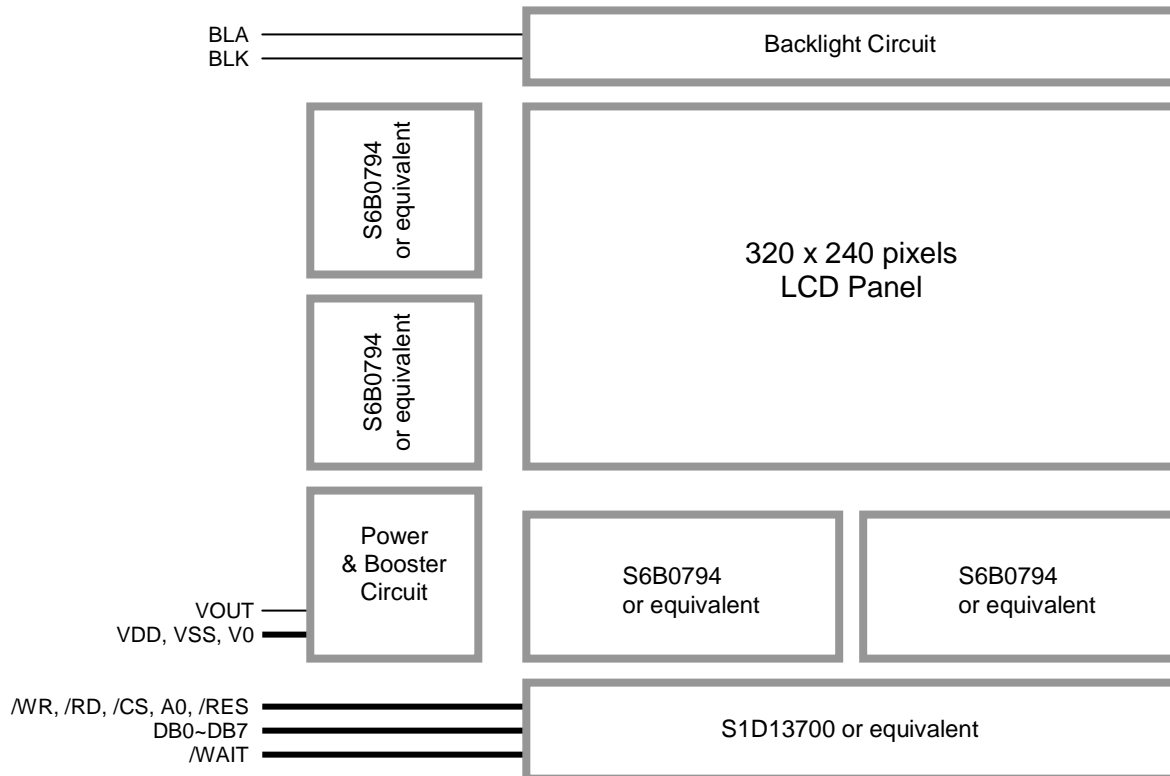 BLA
BLK
Backlight Circuit
S6B0794
or equivalent
320 x 240 pixels
LCD Panel
S6B0794
or equivalent
Power
& Booster
Circuit
S6B0794
or equivalent
S6B0794
or equivalent
VOUT
VDD, VSS, V0
/WR, /RD, /CS, A0, /RES
DB0~DB7
/WAIT
S1D13700 or equivalent